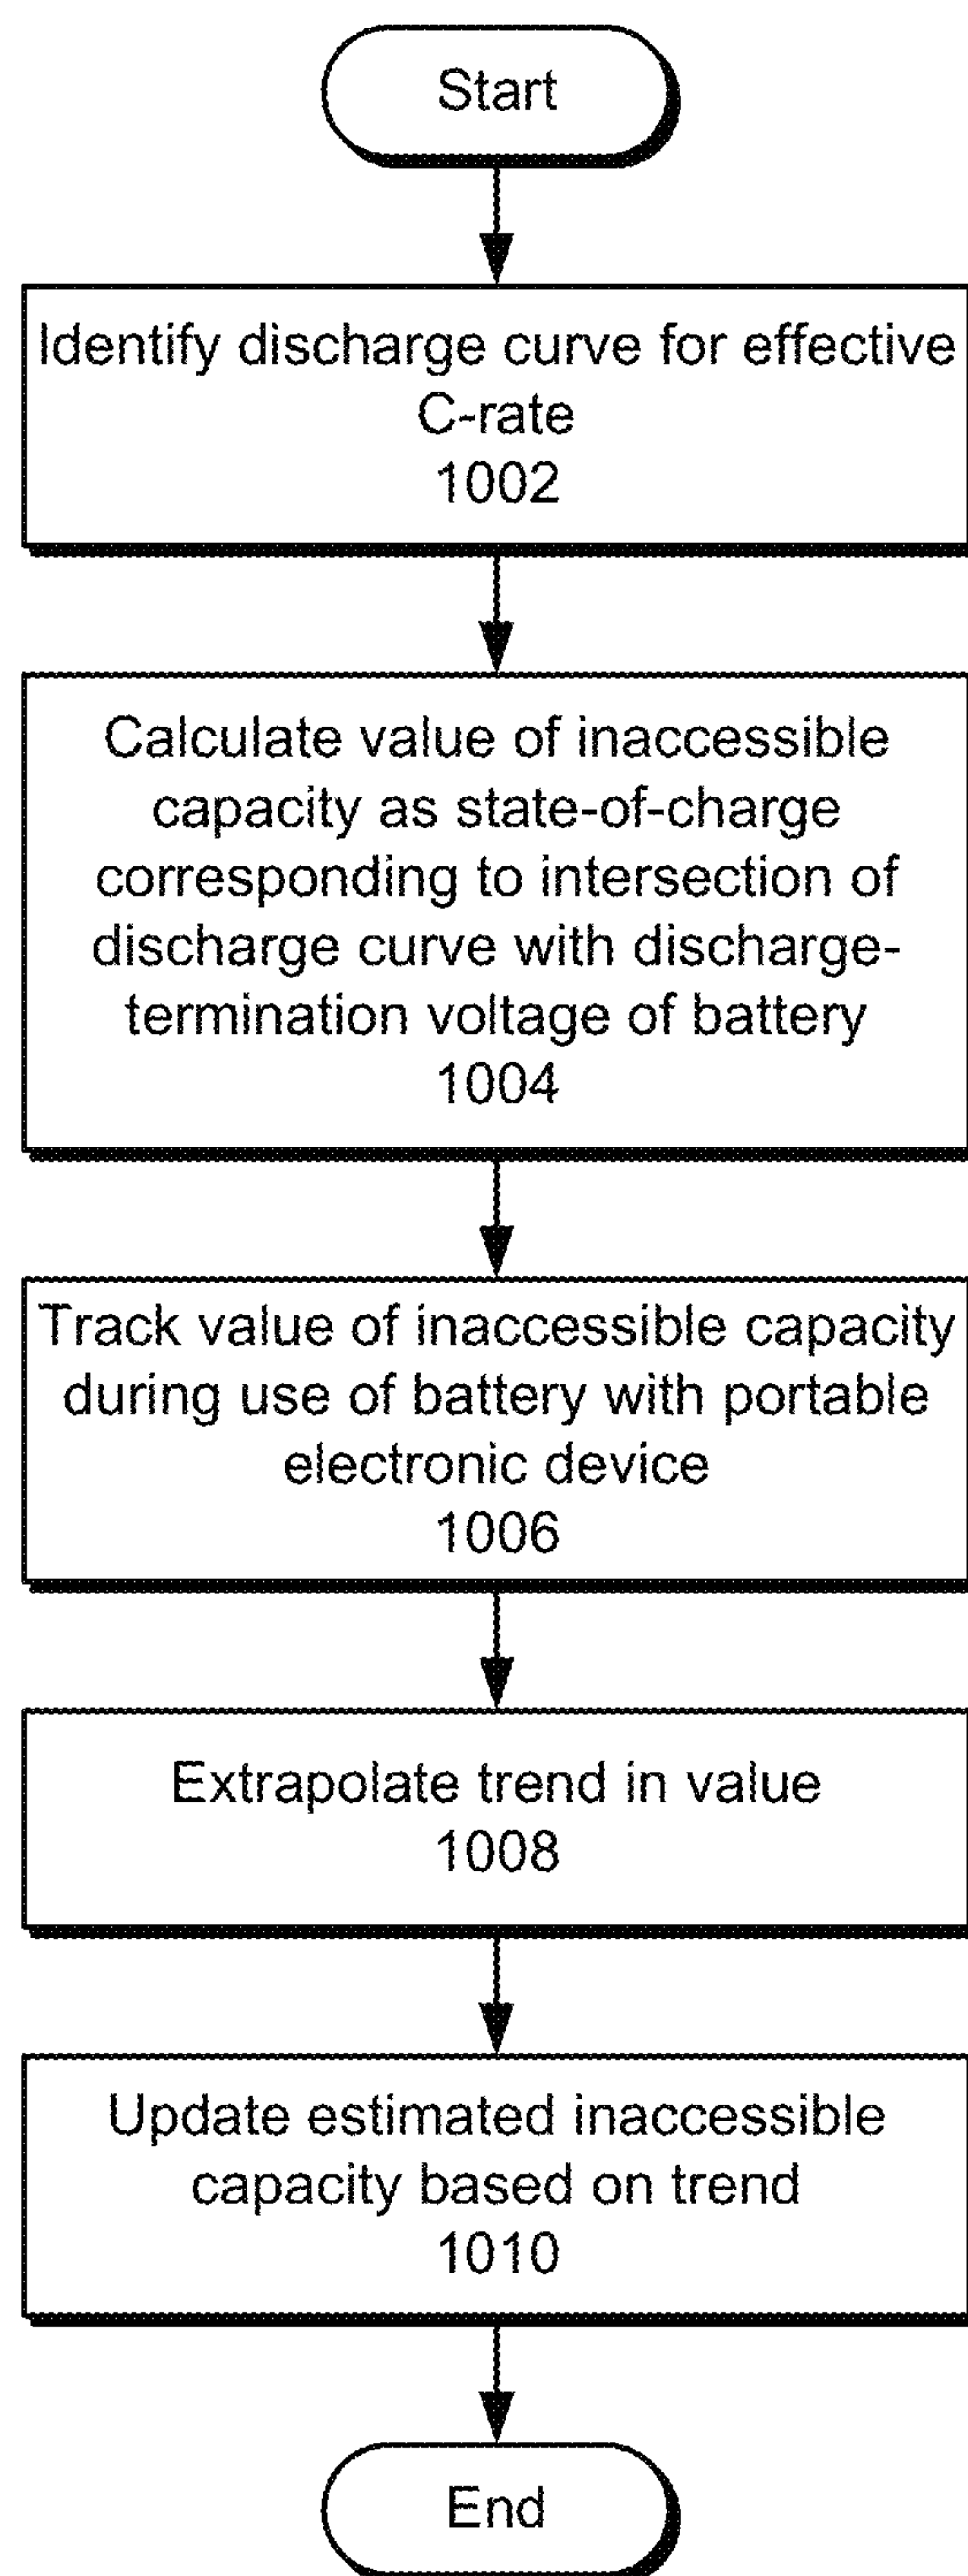 Start
Identify discharge curve for effective
C-rate
1002
Calculate value of inaccessible
capacity as state-of-charge
corresponding to intersection of
discharge curve with discharge-
termination voltage of battery
1004
Track value of inaccessible capacity
during use of battery with portable
electronic device
1006
Extrapolate trend in value
1008
Update estimated inaccessible
capacity based on trend
1010
End